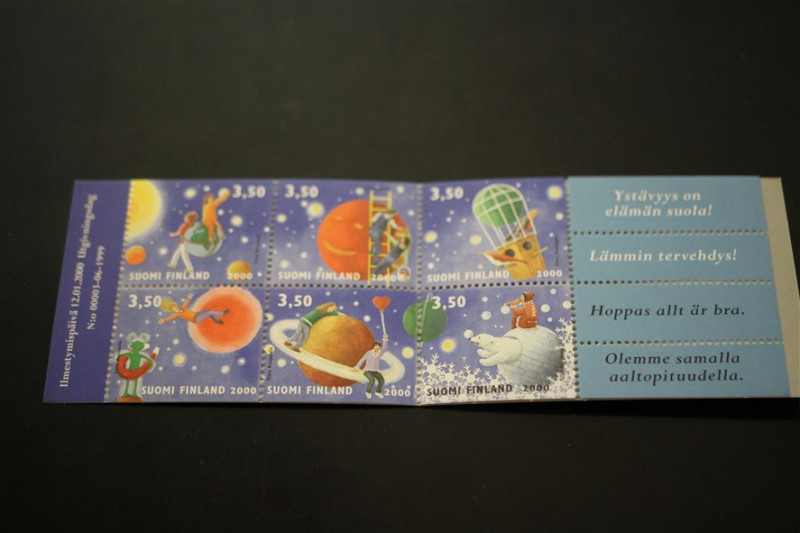 Ilmestymispäivä 12.01.2000 Utgivningsdag
N:o 00001-06-1999
3,50
SUOMI FINLAND 2000
3,50
SUOMI FINLAND 2000
3,50
SUOMI FINLAND 2000
3,50
SUOMI FINLAND 2000
3,50
SUOMI FINLAND 2000
3,50
SUOMI FINLAND 2000
Ystävyys on
elämän suola!
Lämmin tervehdys!
Hoppas allt är bra.
Olemme samalla
aaltopituudella.